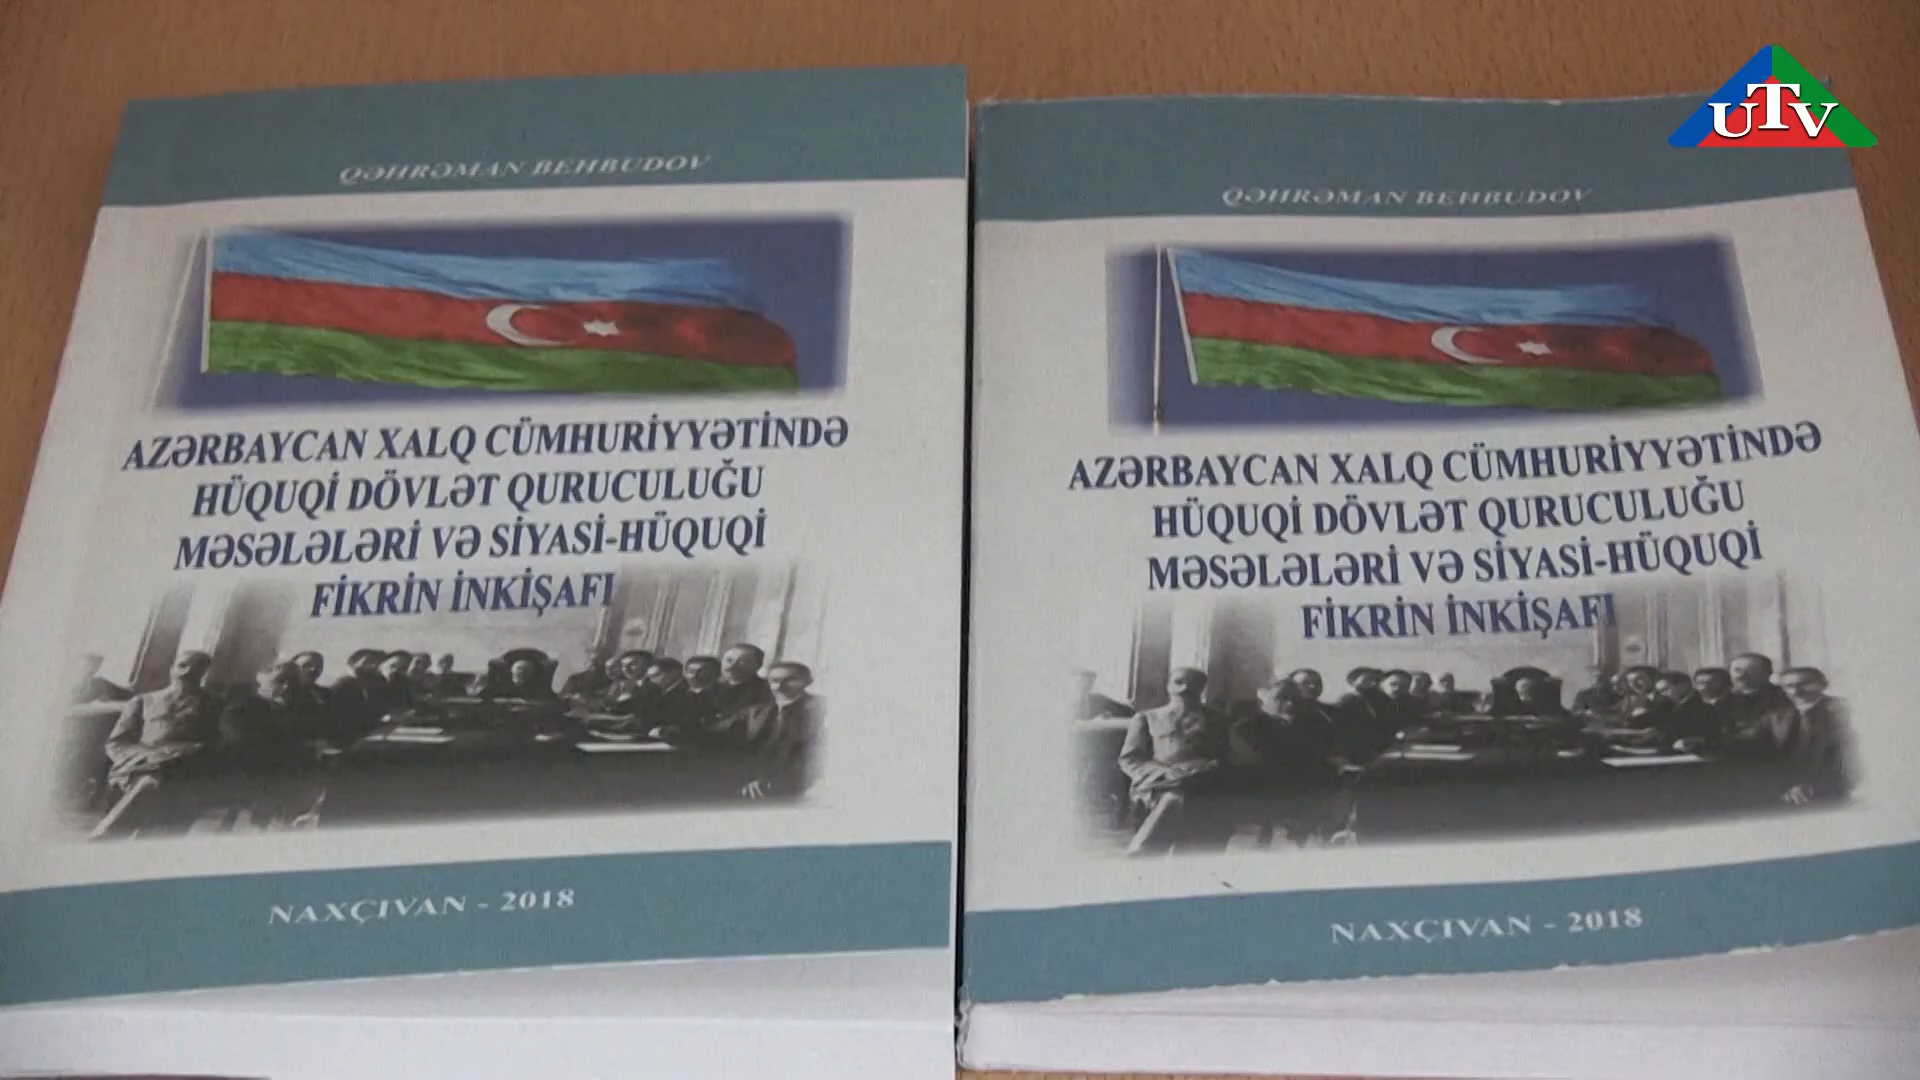 UTV
QƏHRƏMAN BEHBUDOV
AZƏRBAYCAN XALQ CÜMHURİYYƏTİNDƏ
HÜQUQİ DÖVLƏT QURUCULUĞU
MƏSƏLƏLƏRİ VƏ SİYASİ-HÜQUQİ
FİKRİN İNKİŞAFI
NAXÇIVAN - 2018
QƏHRƏMAN BEHBUDOV
AZƏRBAYCAN XALQ CÜMHURİYYƏTİNDƏ
HÜQUQİ DÖVLƏT QURUCULUĞU
MƏSƏLƏLƏRİ VƏ SİYASİ-HÜQUQİ
FİKRİN İNKİŞAFI
NAXÇIVAN - 2018